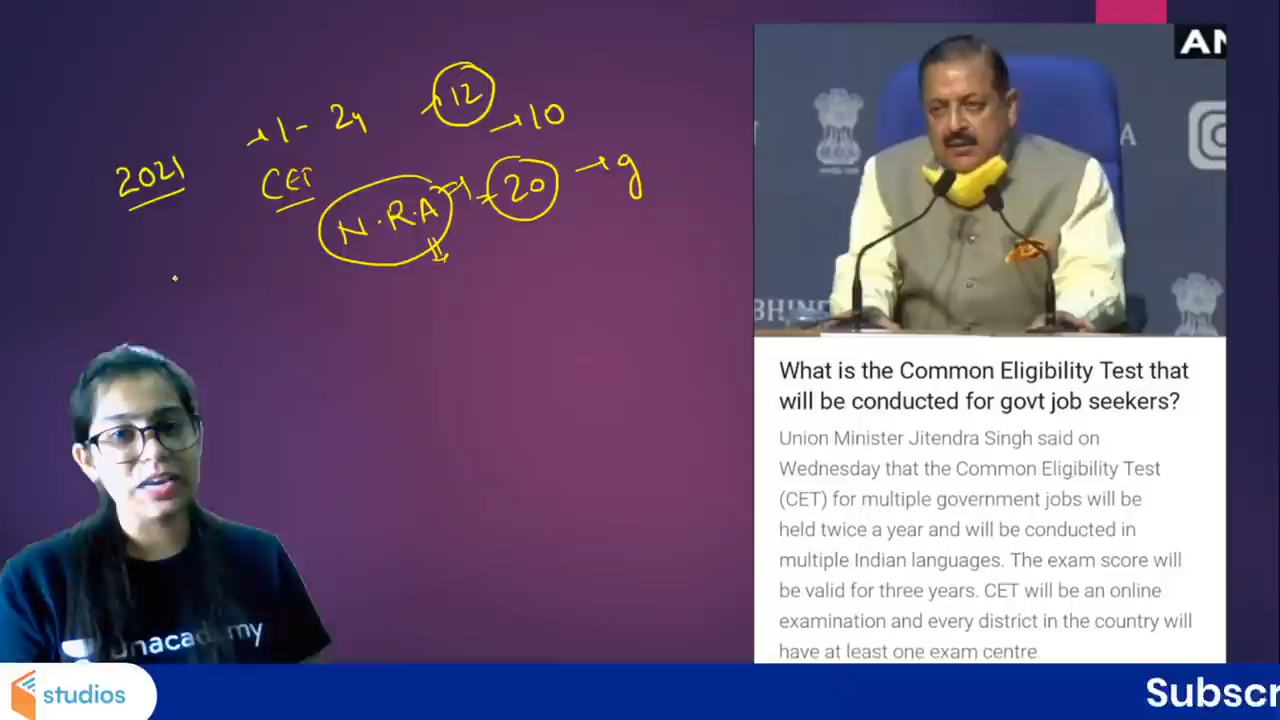 12
1 - 24
10
2021
CET
N.R.A
20
g
AN
A
BHIND
What is the Common Eligibility Test that
will be conducted for govt job seekers?
Union Minister Jitendra Singh said on
Wednesday that the Common Eligibility Test
(CET) for multiple government jobs will be
held twice a year and will be conducted in
multiple Indian languages. The exam score will
be valid for three years. CET will be an online
examination and every district in the country will
have at least one exam centre.
unacademy
studios
Subscr